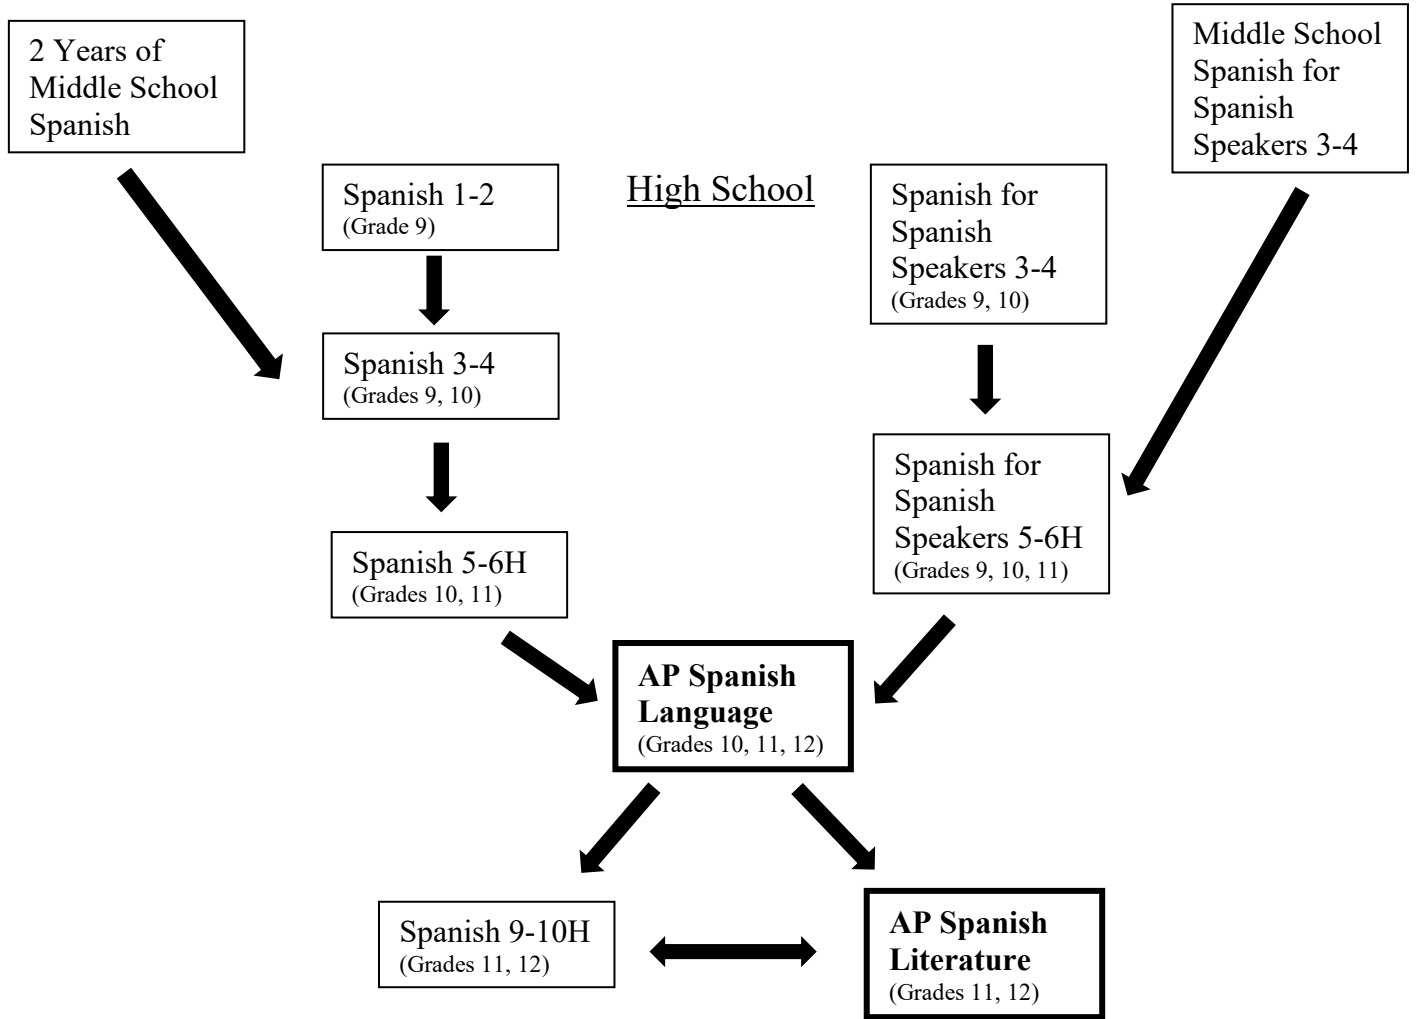 2 Years of
Middle School
Spanish
Middle School
Spanish for
Spanish
Speakers 3-4
High School
Spanish 1-2
(Grade 9)
Spanish for
Spanish
Speakers 3-4
(Grades 9, 10)
Spanish 3-4
(Grades 9, 10)
Spanish for
Spanish
Speakers 5-6H
(Grades 9, 10, 11)
Spanish 5-6H
(Grades 10, 11)
AP Spanish
Language
(Grades 10, 11, 12)
Spanish 9-10H
(Grades 11, 12)
AP Spanish
Literature
(Grades 11, 12)